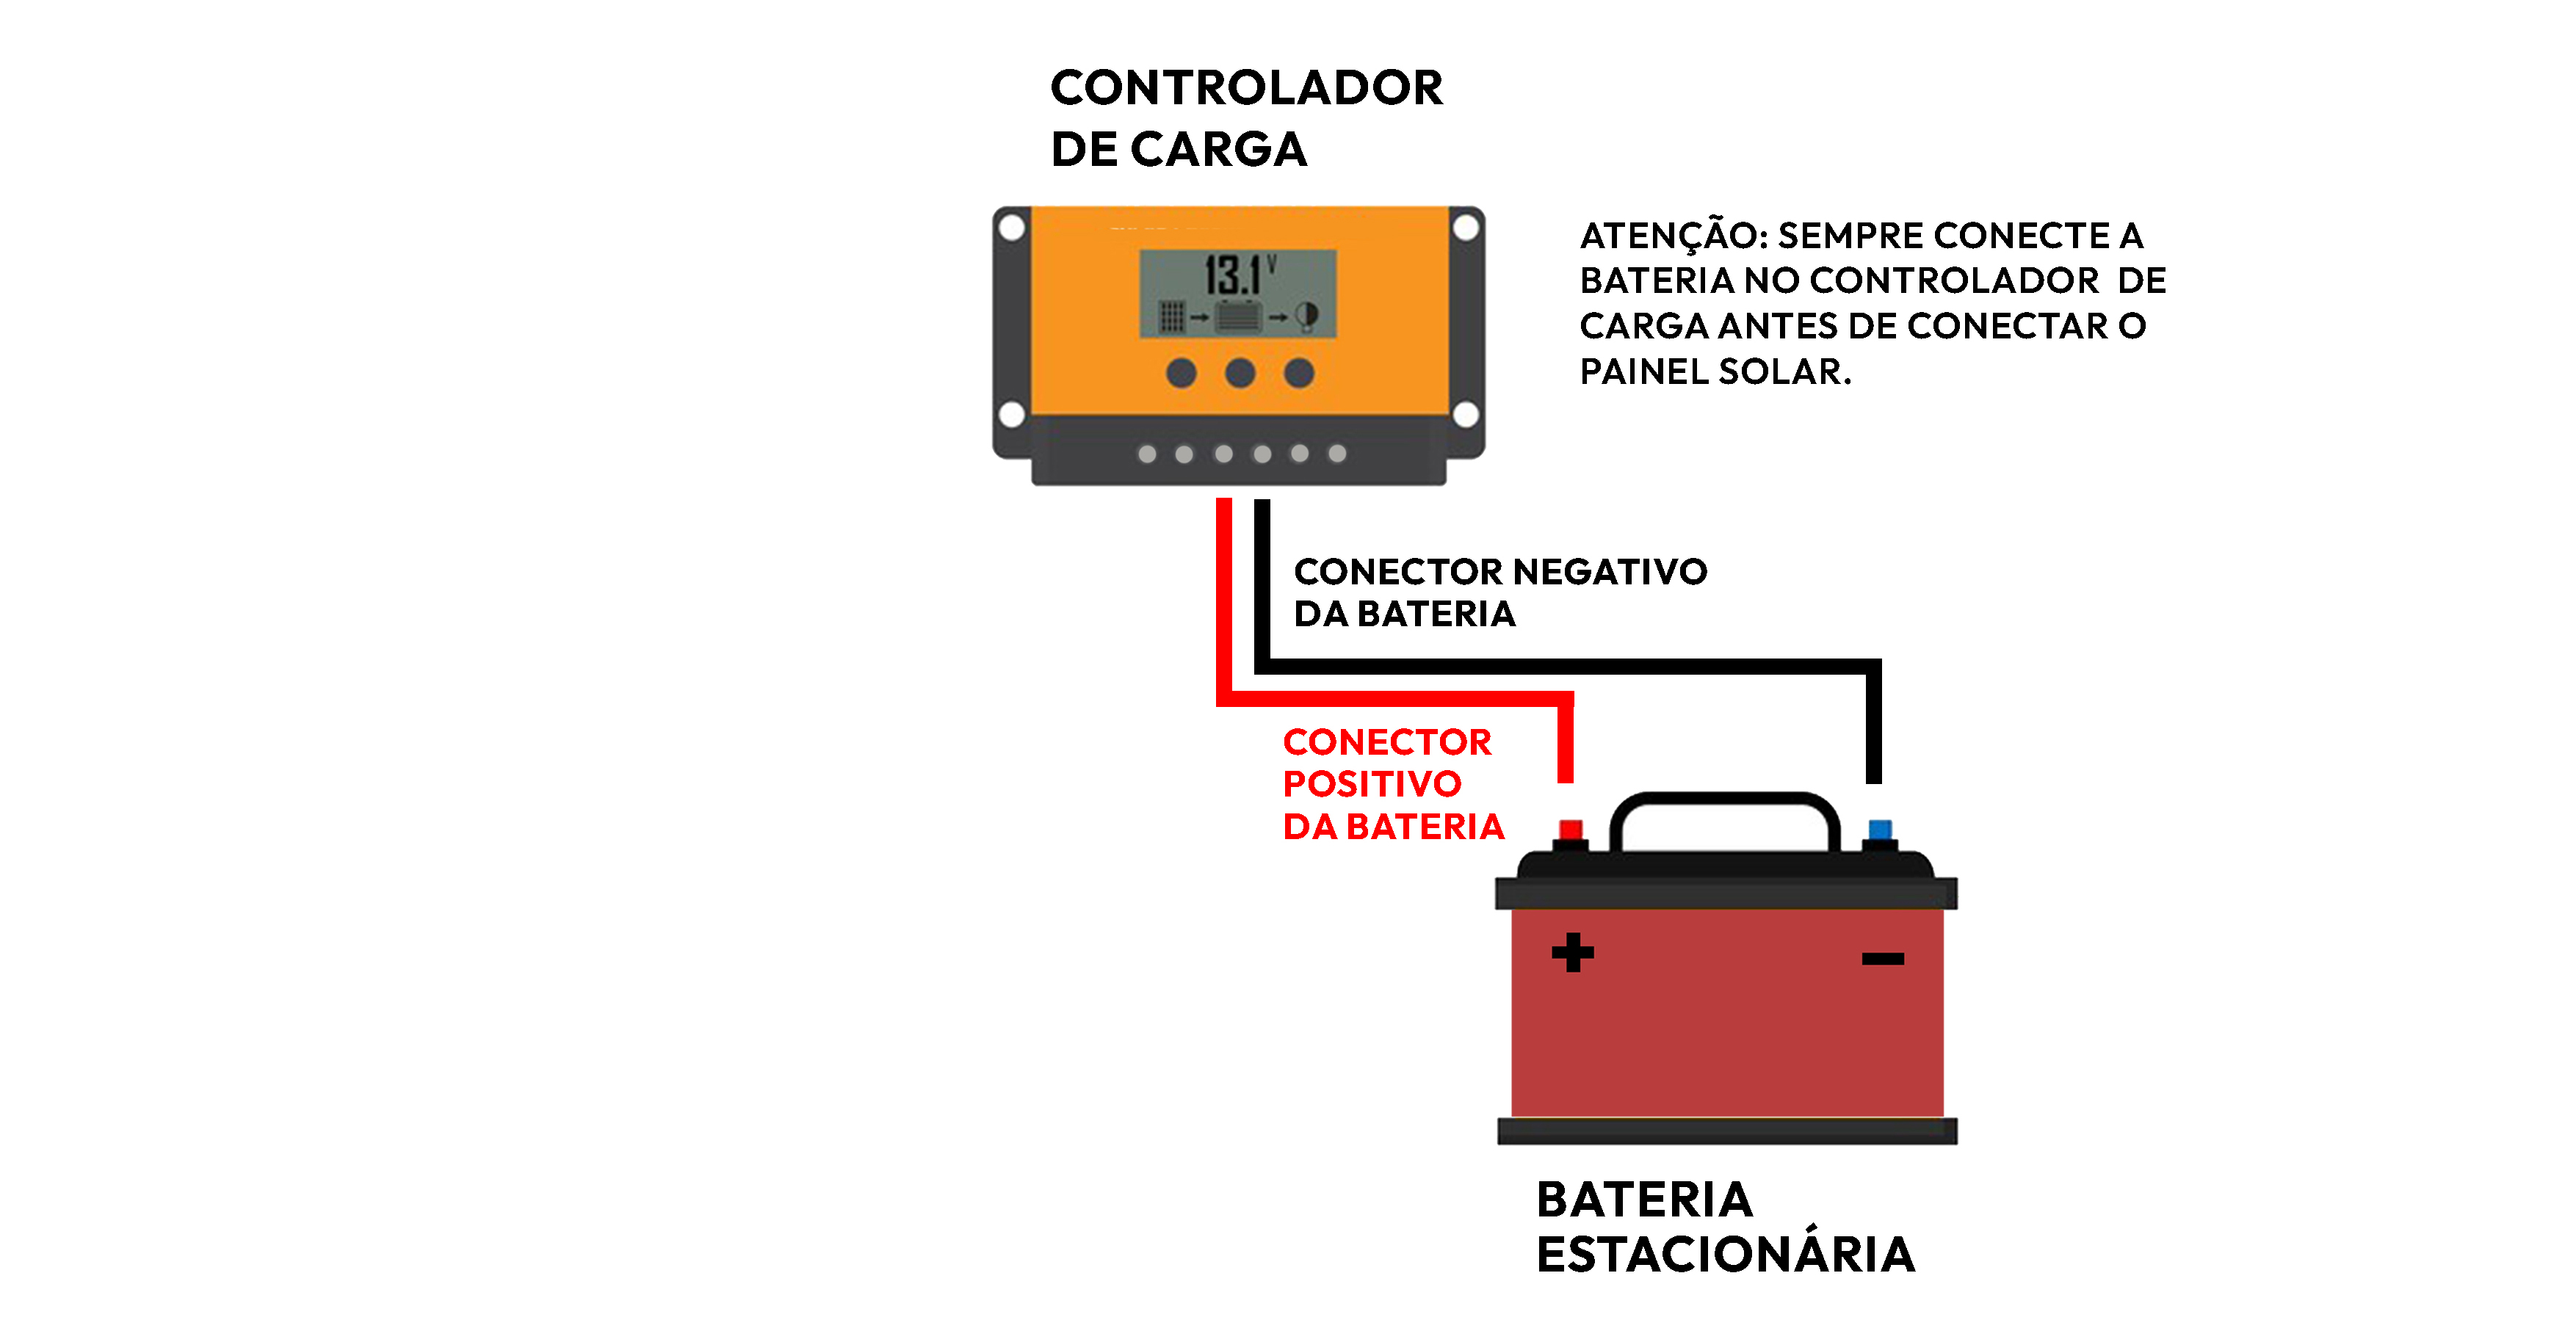 CONTROLADOR
DE CARGA
13.1 V
ATENÇÃO: SEMPRE CONECTE A
BATERIA NO CONTROLADOR DE
CARGA ANTES DE CONECTAR O
PAINEL SOLAR.
CONECTOR NEGATIVO
DA BATERIA
CONECTOR
POSITIVO
DA BATERIA
+
–
BATERIA
ESTACIONÁRIA